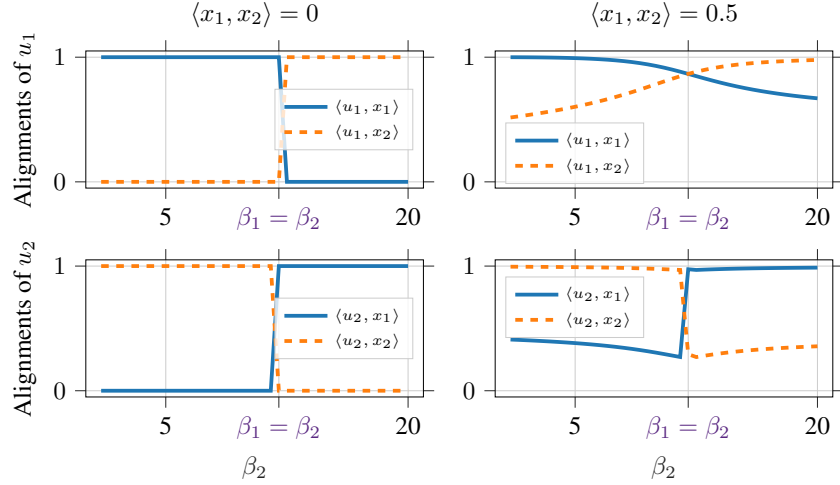 ⟨x₁, x₂⟩ = 0
⟨x₁, x₂⟩ = 0.5
Alignments of u₁
1
0
⟨u₁, x₁⟩
⟨u₁, x₂⟩
5
β₁ = β₂
20
1
0
⟨u₁, x₁⟩
⟨u₁, x₂⟩
5
β₁ = β₂
20
Alignments of u₂
1
0
⟨u₂, x₁⟩
⟨u₂, x₂⟩
5
β₁ = β₂
20
β₂
1
0
⟨u₂, x₁⟩
⟨u₂, x₂⟩
5
β₁ = β₂
20
β₂